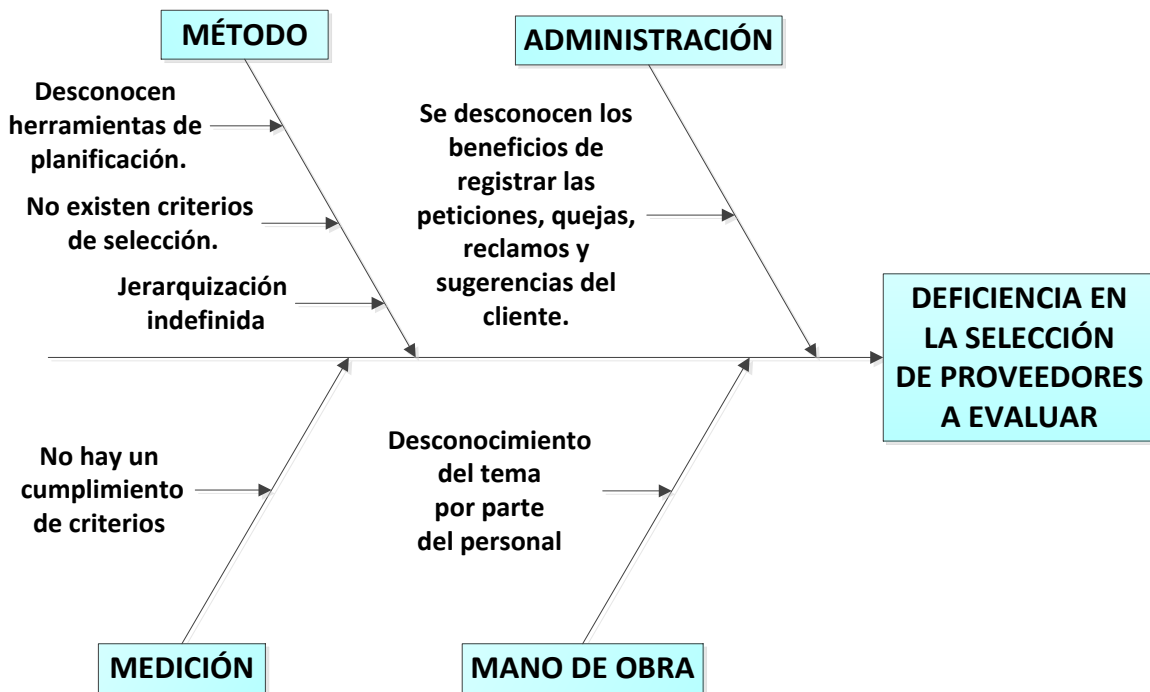 MÉTODO
ADMINISTRACIÓN
Desconocen
herramientas de
planificación.
No existen criterios
de selección.
Jerarquización
indefinida
Se desconocen los
beneficios de
registrar las
peticiones, quejas,
reclamos y
sugerencias del
cliente.
DEFICIENCIA EN
LA SELECCIÓN
DE PROVEEDORES
A EVALUAR
No hay un
cumplimiento
de criterios
Desconocimiento
del tema
por parte
del personal
MEDICIÓN
MANO DE OBRA